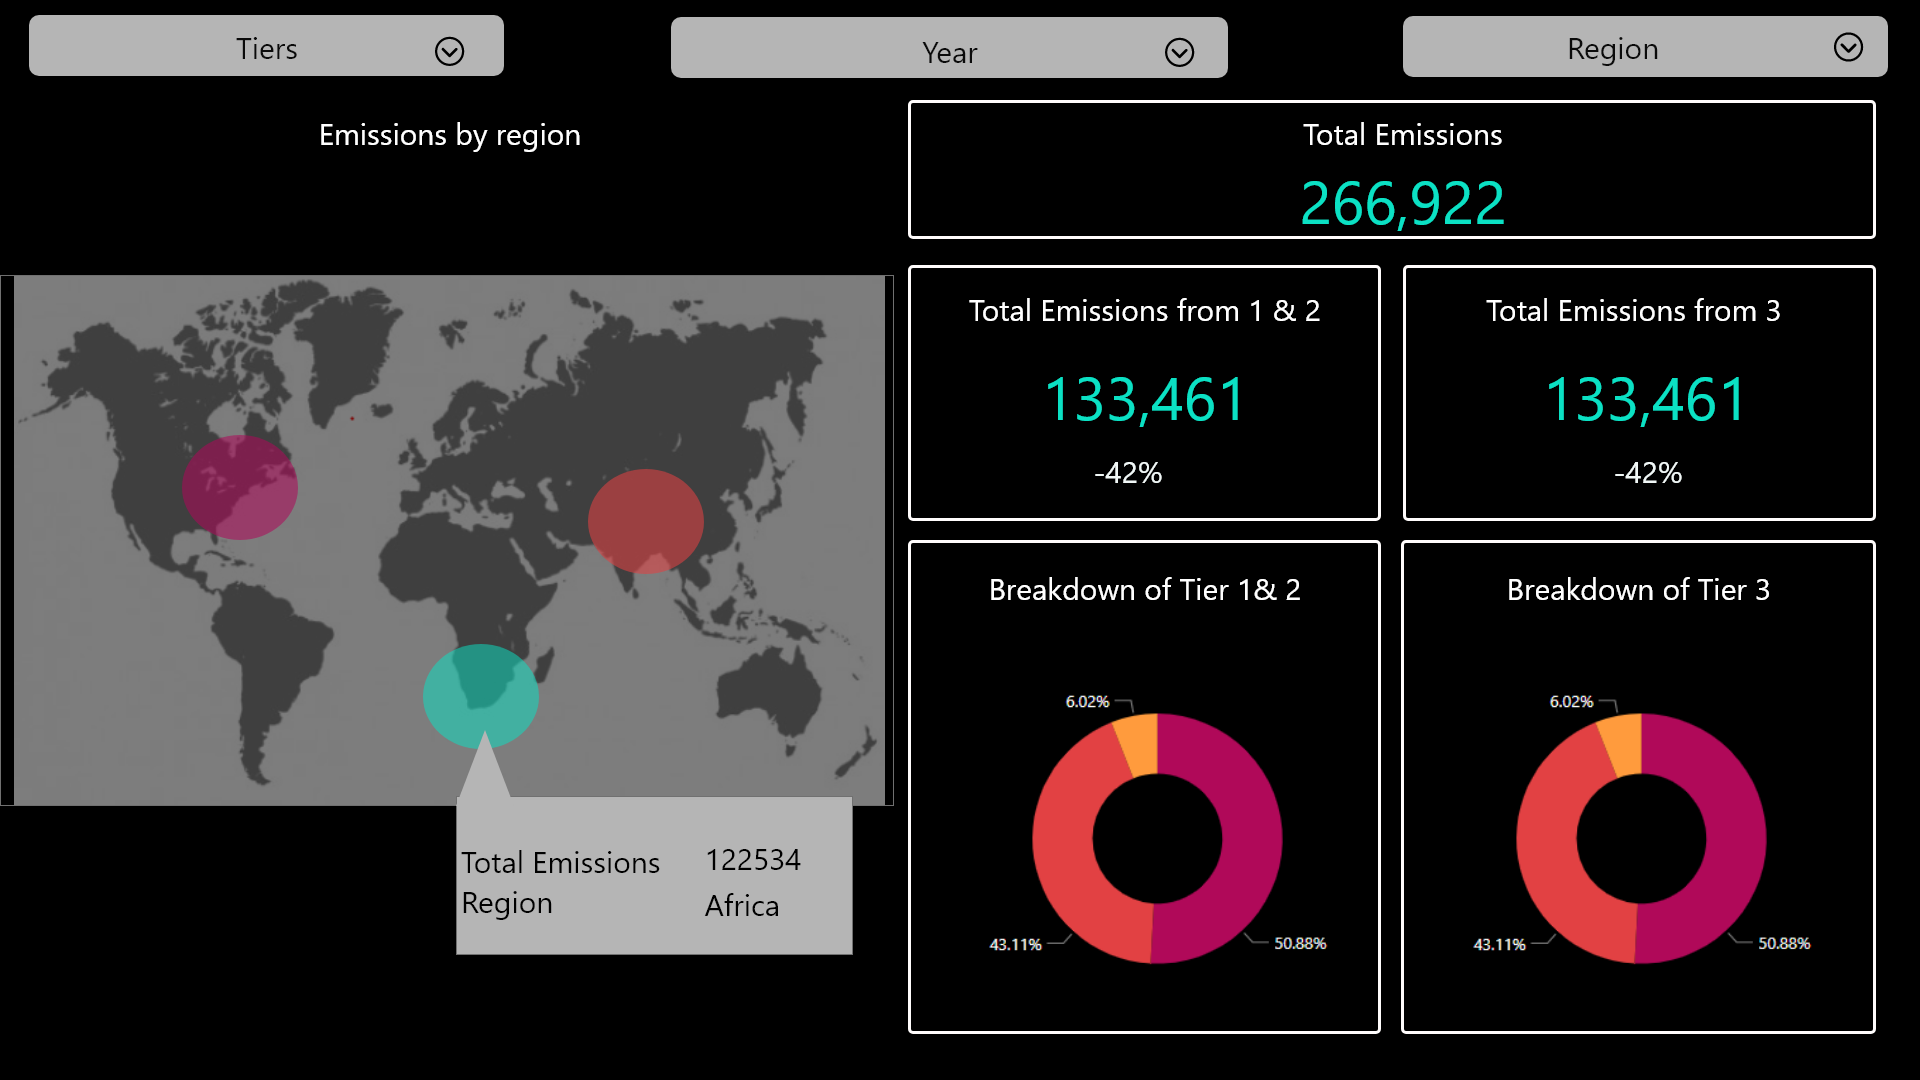 Tiers
Year
Region
Emissions by region
Total Emissions
266,922
Total Emissions from 1 & 2
133,461
-42%
Total Emissions from 3
133,461
-42%
Total Emissions 122534
Region Africa
Breakdown of Tier 1& 2
6.02%
43.11%
50.88%
Breakdown of Tier 3
6.02%
43.11%
50.88%